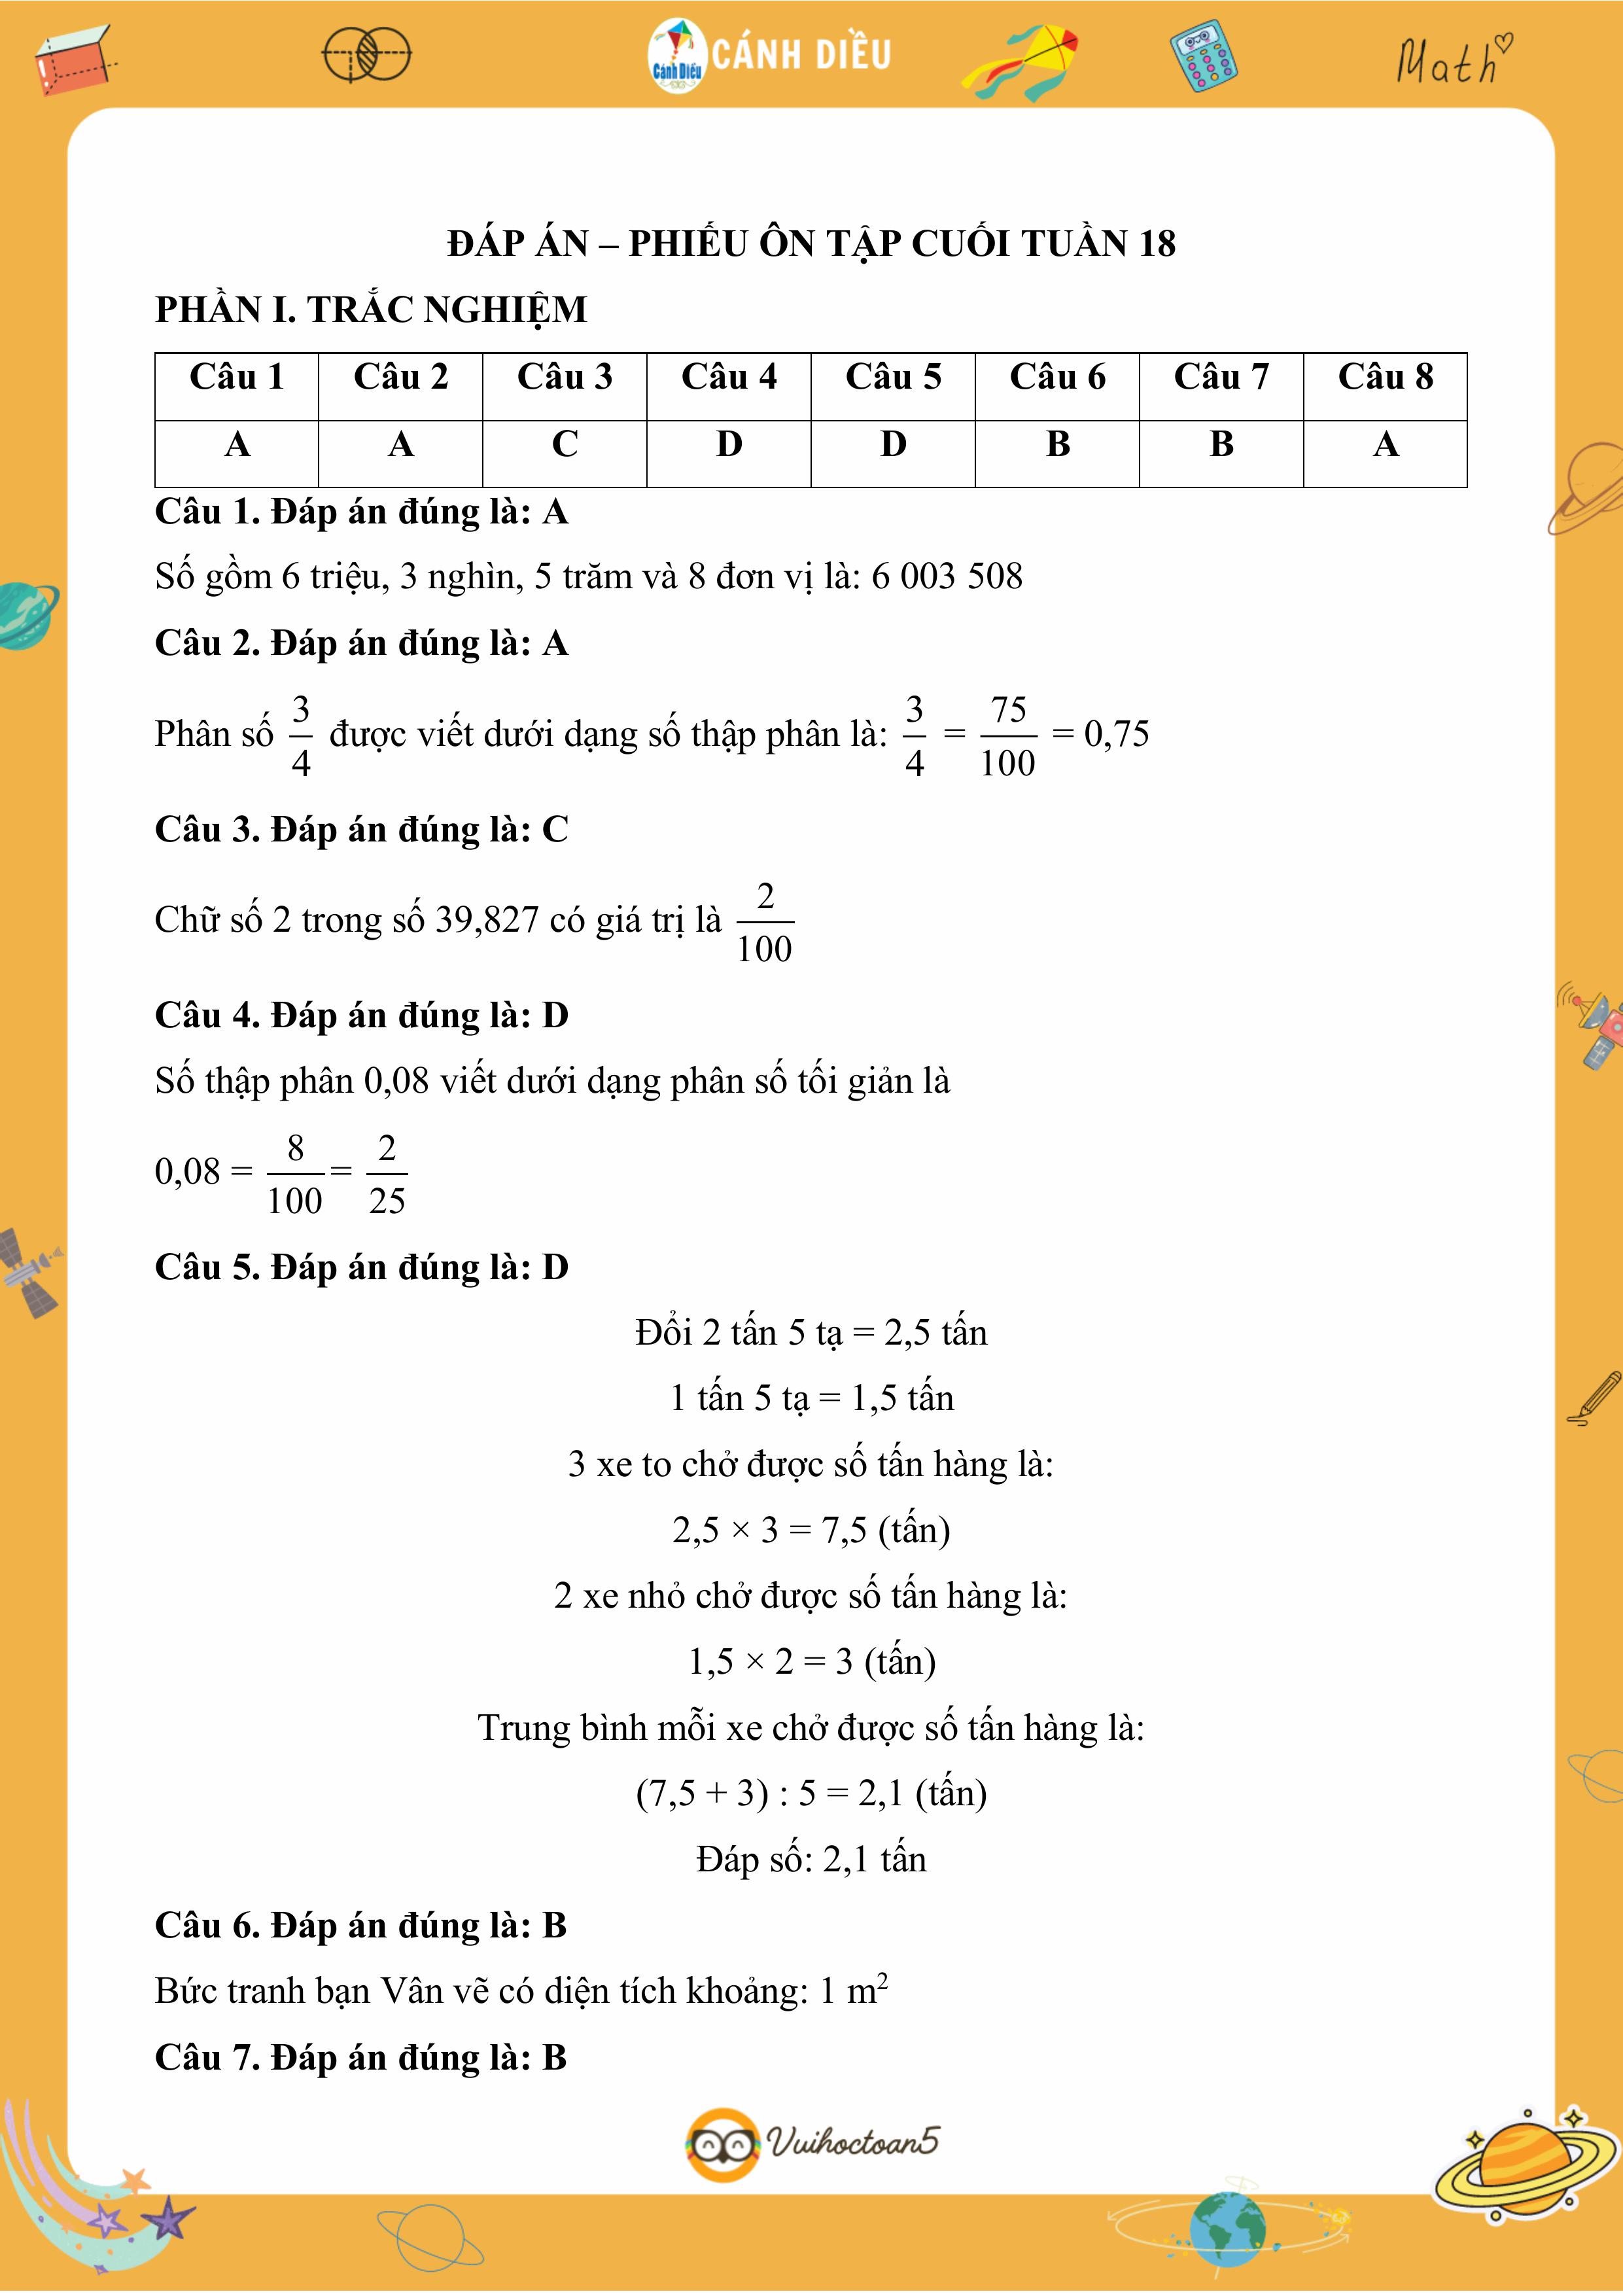 Cánh Diều CÁNH DIỀU
Math
ĐÁP ÁN – PHIẾU ÔN TẬP CUỐI TUẦN 18
PHẦN I. TRẮC NGHIỆM
Câu 1 Câu 2 Câu 3 Câu 4 Câu 5 Câu 6 Câu 7 Câu 8
A A C D D B B A
Câu 1. Đáp án đúng là: A
Số gồm 6 triệu, 3 nghìn, 5 trăm và 8 đơn vị là: 6 003 508
Câu 2. Đáp án đúng là: A
Phân số 3/4 được viết dưới dạng số thập phân là: 3/4 = 75/100 = 0,75
Câu 3. Đáp án đúng là: C
Chữ số 2 trong số 39,827 có giá trị là 2/100
Câu 4. Đáp án đúng là: D
Số thập phân 0,08 viết dưới dạng phân số tối giản là
0,08 = 8/100 = 2/25
Câu 5. Đáp án đúng là: D
Đổi 2 tấn 5 tạ = 2,5 tấn
1 tấn 5 tạ = 1,5 tấn
3 xe to chở được số tấn hàng là:
2,5 × 3 = 7,5 (tấn)
2 xe nhỏ chở được số tấn hàng là:
1,5 × 2 = 3 (tấn)
Trung bình mỗi xe chở được số tấn hàng là:
(7,5 + 3) : 5 = 2,1 (tấn)
Đáp số: 2,1 tấn
Câu 6. Đáp án đúng là: B
Bức tranh bạn Vân vẽ có diện tích khoảng: 1 m²
Câu 7. Đáp án đúng là: B
Vuihoctoan5